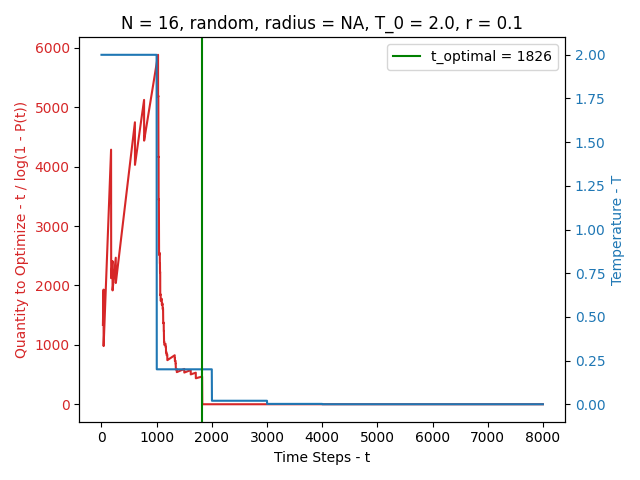 N = 16, random, radius = NA, T_0 = 2.0, r = 0.1
t_optimal = 1826
Quantity to Optimize - t / log(1 - P(t))
6000
5000
4000
3000
2000
1000
0
2.00
1.75
1.50
1.25
1.00
0.75
0.50
0.25
0.00
Temperature - T
0 1000 2000 3000 4000 5000 6000 7000 8000
Time Steps - t